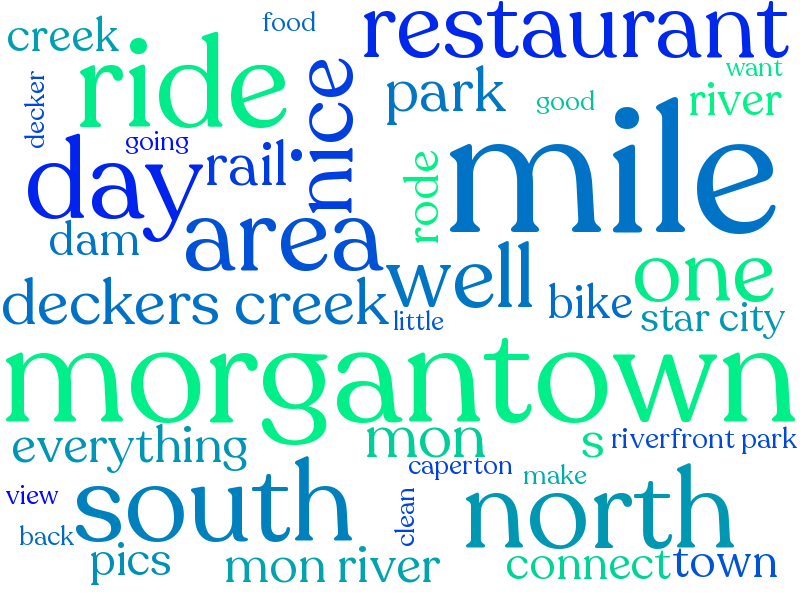 food
creek
restaurant
ride
want
decker
nice
park
good
river
going
day
rail
mile
rode
dam
area
well
one
deckers creek
bike
little
star city
morgantown
everything
mon
s
riverfront park
view
south
caperton
make
north
clean
back
pics
mon river
connect
town